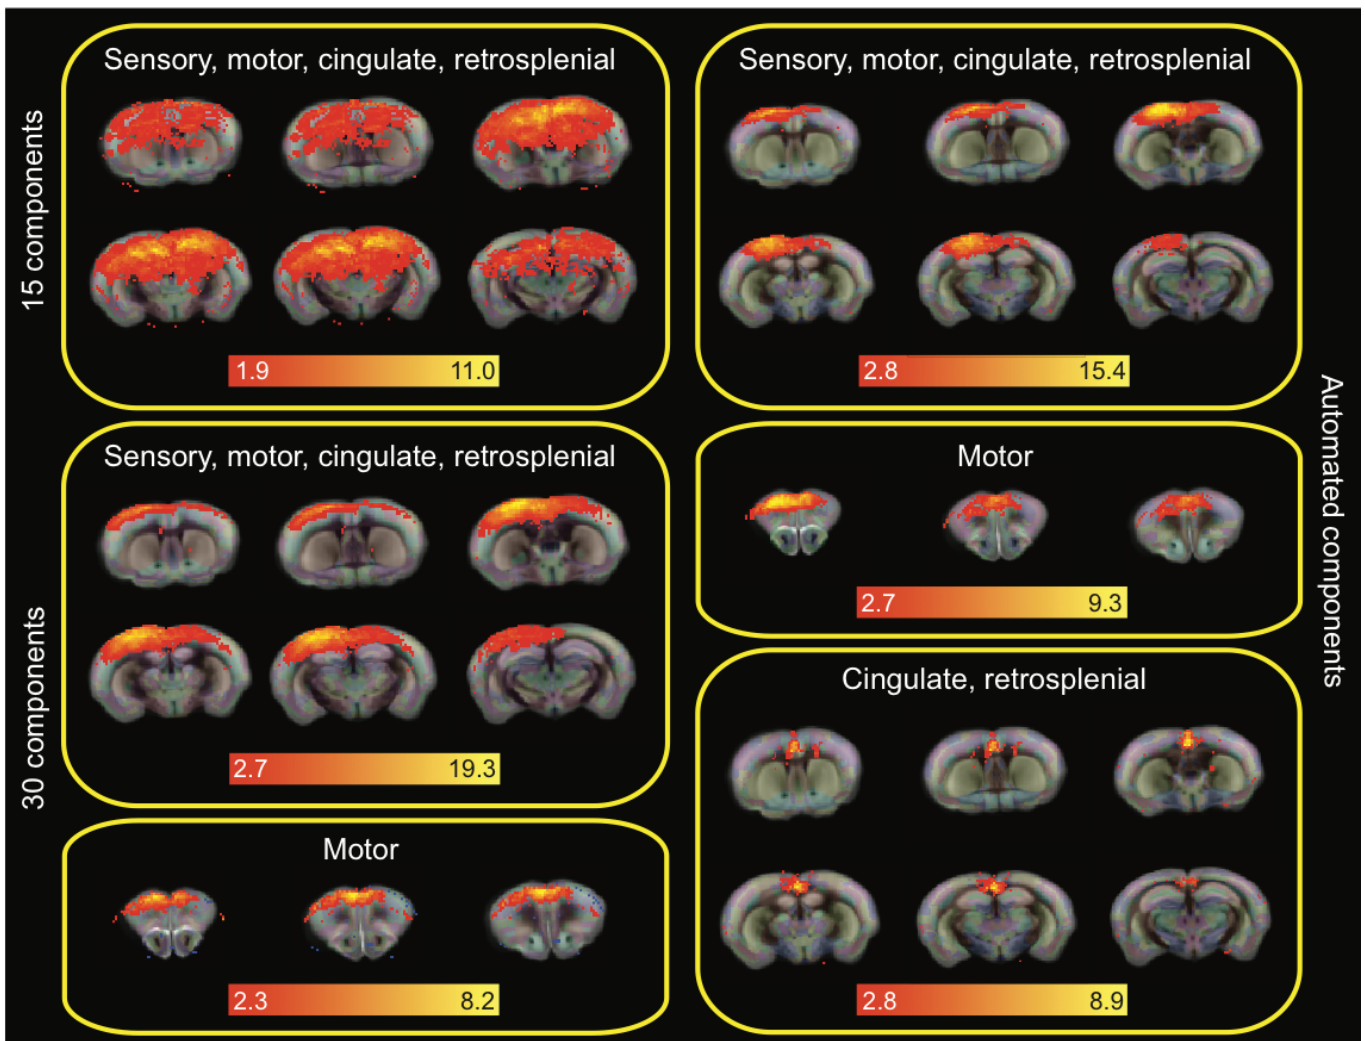 15 components
Sensory, motor, cingulate, retrosplenial
1.9 11.0
30 components
Sensory, motor, cingulate, retrosplenial
2.7 19.3
Motor
2.3 8.2
Automated components
Sensory, motor, cingulate, retrosplenial
2.8 15.4
Motor
2.7 9.3
Cingulate, retrosplenial
2.8 8.9